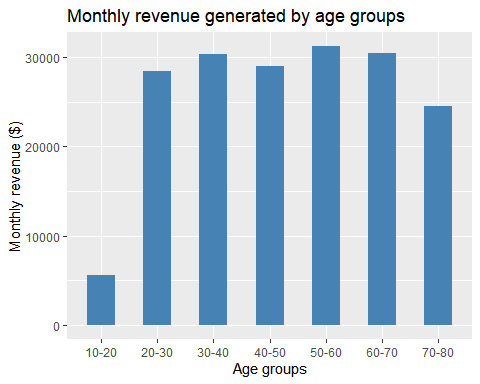 Monthly revenue generated by age groups
Monthly revenue ($)
30000
20000
10000
0
10-20 20-30 30-40 40-50 50-60 60-70 70-80
Age groups